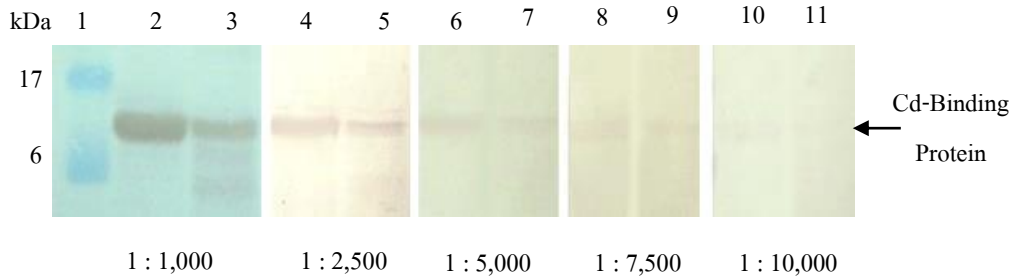 kDa 1 2 3 4 5 6 7 8 9 10 11
17
Cd-Binding
6
Protein
1 : 1,000 1 : 2,500 1 : 5,000 1 : 7,500 1 : 10,000